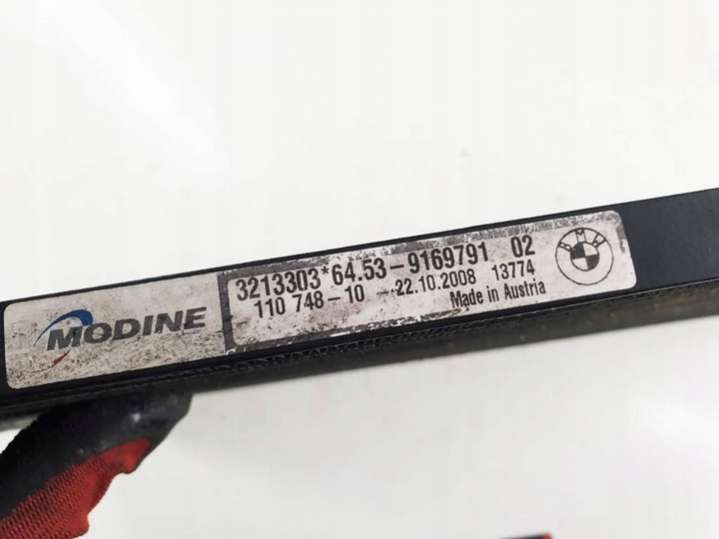 MODINE
3213303*64.53-9169791 02
110 748-10 22.10.2008 13774
Made in Austria
BMW